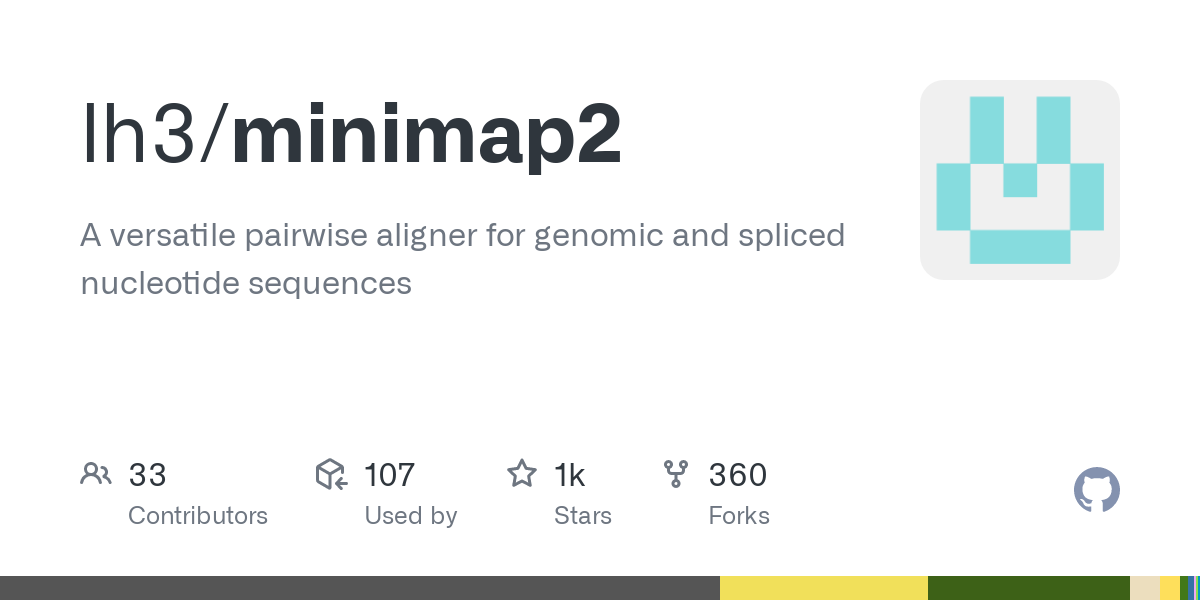 lh3/minimap2
A versatile pairwise aligner for genomic and spliced
nucleotide sequences
33 107 1k 360
Contributors Used by Stars Forks